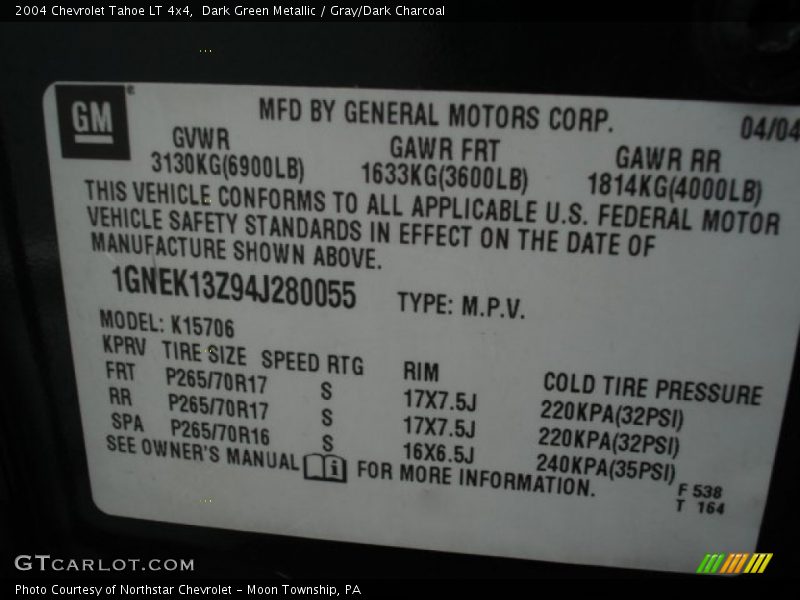 2004 Chevrolet Tahoe LT 4x4,  Dark Green Metallic / Gray/Dark Charcoal
GM®
MFD BY GENERAL MOTORS CORP.
04/04
GVWR GAWR FRT GAWR RR
3130KG(6900LB) 1633KG(3600LB) 1814KG(4000LB)
THIS VEHICLE CONFORMS TO ALL APPLICABLE U.S. FEDERAL MOTOR
VEHICLE SAFETY STANDARDS IN EFFECT ON THE DATE OF
MANUFACTURE SHOWN ABOVE.
1GNEK13Z94J280055 TYPE: M.P.V.
MODEL: K15706
KPRV TIRE SIZE SPEED RTG RIM COLD TIRE PRESSURE
FRT P265/70R17 S 17X7.5J 220KPA(32PSI)
RR P265/70R17 S 17X7.5J 220KPA(32PSI)
SPA P265/70R16 S 16X6.5J 240KPA(35PSI)
SEE OWNER'S MANUAL i FOR MORE INFORMATION.
F 538
T 164
GTCARLOT.COM
Photo Courtesy of Northstar Chevrolet - Moon Township, PA